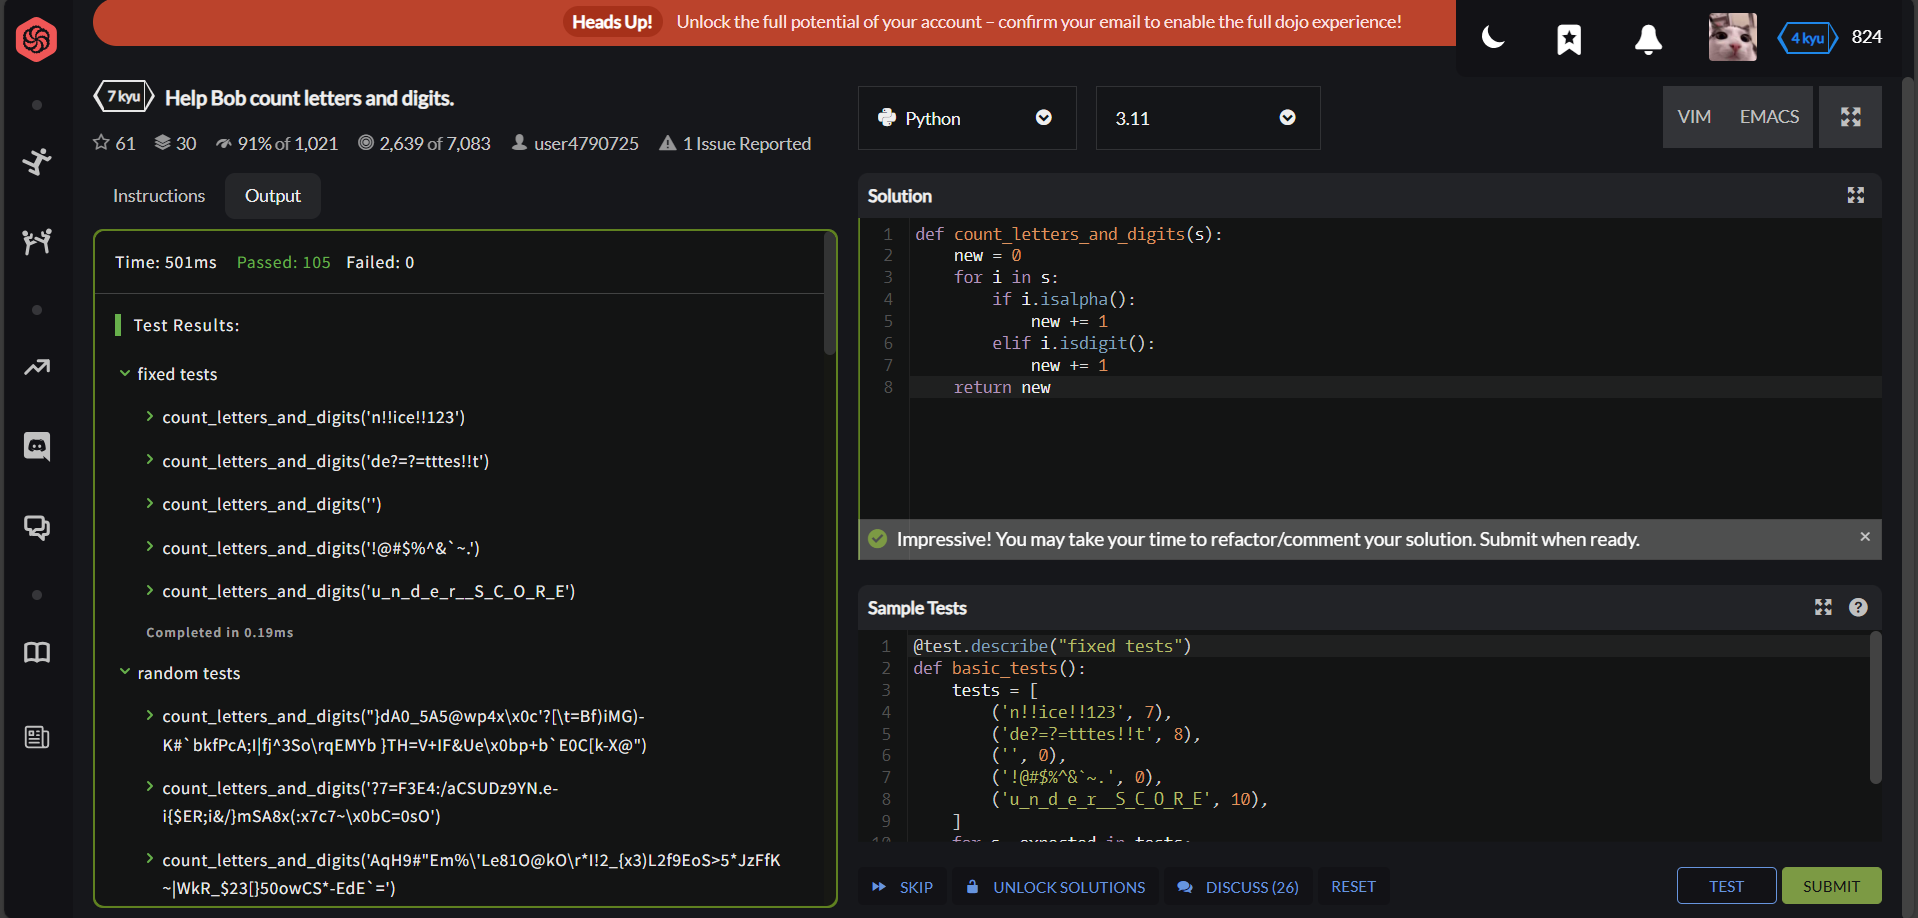 Heads Up! Unlock the full potential of your account – confirm your email to enable the full dojo experience!
4 kyu 824
7 kyu Help Bob count letters and digits.
61 30 91% of 1,021 2,639 of 7,083 user4790725 1 Issue Reported
Instructions Output
Time: 501ms Passed: 105 Failed: 0
Test Results:
fixed tests
count_letters_and_digits('n!!ice!!123')
count_letters_and_digits('de?=?=tttes!!t')
count_letters_and_digits('')
count_letters_and_digits('!@#$%^&`~.')
count_letters_and_digits('u_n_d_e_r__S_C_O_R_E')
Completed in 0.19ms
random tests
count_letters_and_digits("}dA0_5A5@wp4x\x0c'?[\t=Bf)iMG)-
K#`bkfPcA;I|fj^3So\rqEMYb }TH=V+IF&Ue\x0bp+b`E0C[k-X@")
count_letters_and_digits('?7=F3E4:/aCSUDz9YN.e-
i{$ER;i&/}mSA8x(:x7c7~\x0bC=0sO')
count_letters_and_digits('AqH9#"Em%\'Le81O@kO\r*I!2_{x3)L2f9EoS>5*JzFfK
~|WkR_$23[}50owCS*-EdE`=')
Python 3.11 VIM EMACS
Solution
1 def count_letters_and_digits(s):
2 new = 0
3 for i in s:
4 if i.isalpha():
5 new += 1
6 elif i.isdigit():
7 new += 1
8 return new
Impressive! You may take your time to refactor/comment your solution. Submit when ready. ×
Sample Tests ?
1 @test.describe("fixed tests")
2 def basic_tests():
3 tests = [
4 ('n!!ice!!123', 7),
5 ('de?=?=tttes!!t', 8),
6 ('', 0),
7 ('!@#$%^&`~.', 0),
8 ('u_n_d_e_r__S_C_O_R_E', 10),
9 ]
10 for s, expected in tests:
SKIP UNLOCK SOLUTIONS DISCUSS (26) RESET TEST SUBMIT